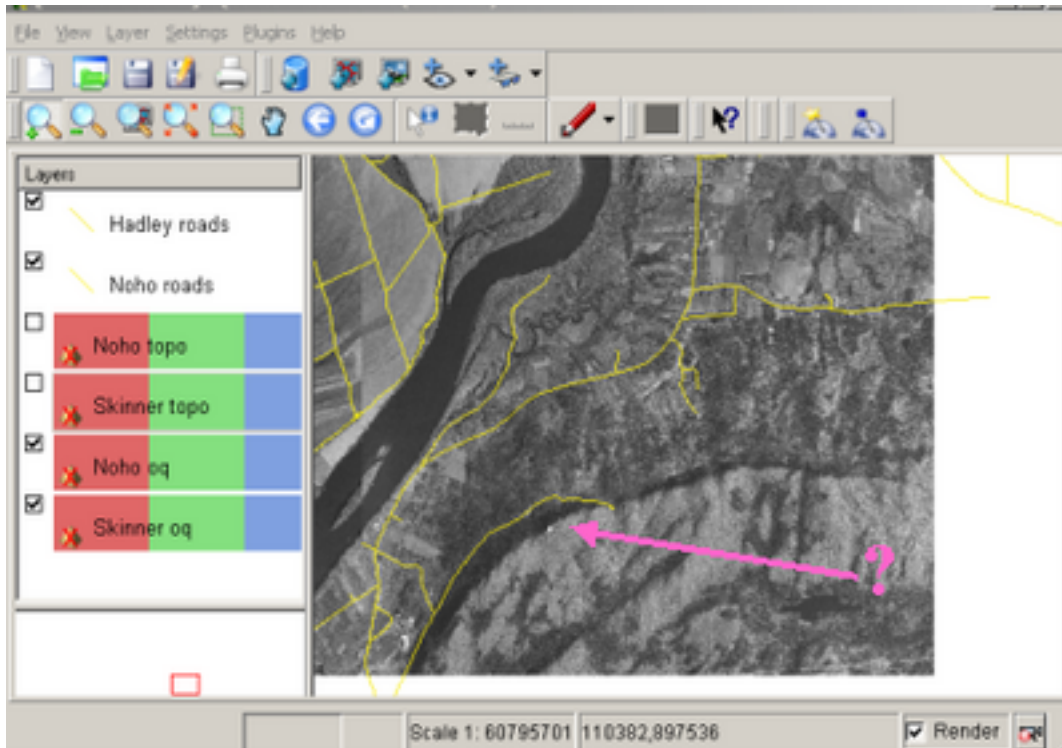 File View Layer Settings Plugins Help
Layers
Hadley roads
Noho roads
Noho topo
Skinner topo
Noho oq
Skinner oq
?
Scale 1: 60795701 110382,897536 Render